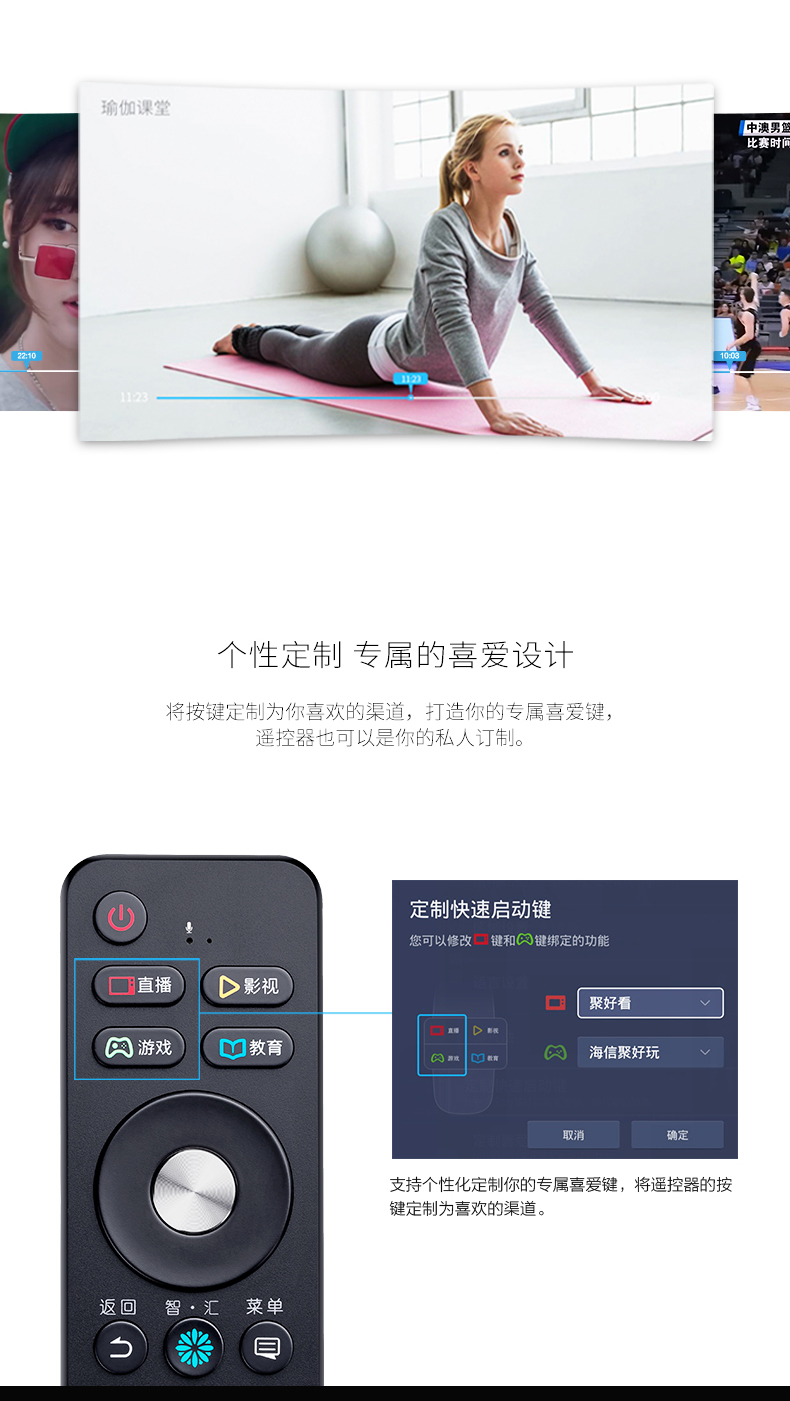 瑜伽课堂
中澳男篮
比赛时间
22:10
11:23
11:23
10:03
个性定制 专属的喜爱设计
将按键定制为你喜欢的渠道，打造你的专属喜爱键，
遥控器也可以是你的私人订制。
直播
影视
游戏
教育
返回
智·汇
菜单
定制快速启动键
您可以修改键和键绑定的功能
直播
影视
游戏
教育
聚好看
海信聚好玩
取消
确定
支持个性化定制你的专属喜爱键，将遥控器的按
键定制为喜欢的渠道。